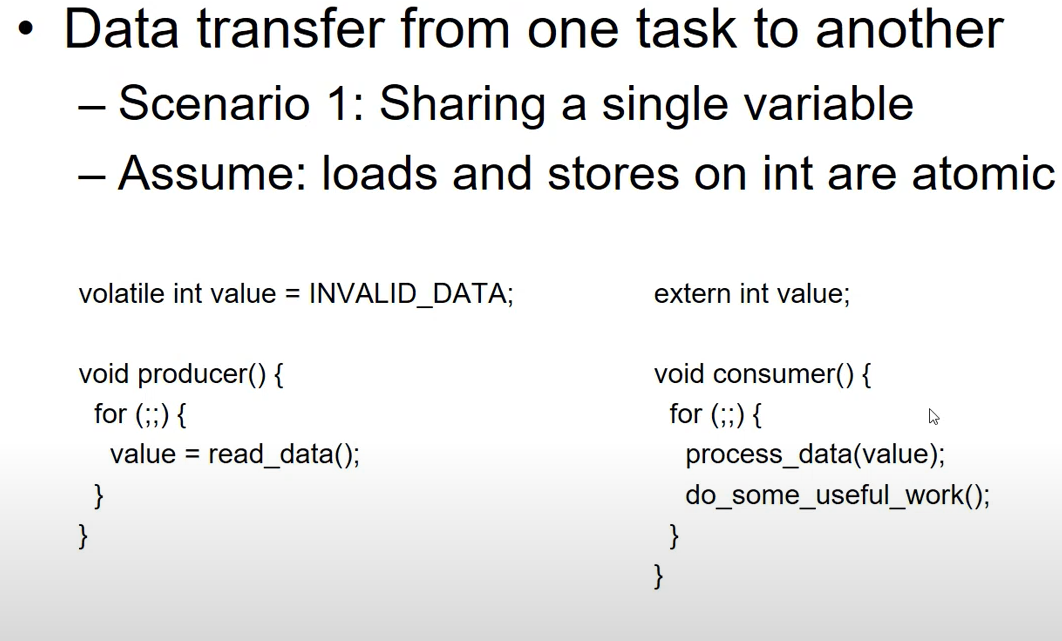 • Data transfer from one task to another
– Scenario 1: Sharing a single variable
– Assume: loads and stores on int are atomic
volatile int value = INVALID_DATA;
void producer() {
for (;;) {
value = read_data();
}
}
extern int value;
void consumer() {
for (;;) {
process_data(value);
do_some_useful_work();
}
}